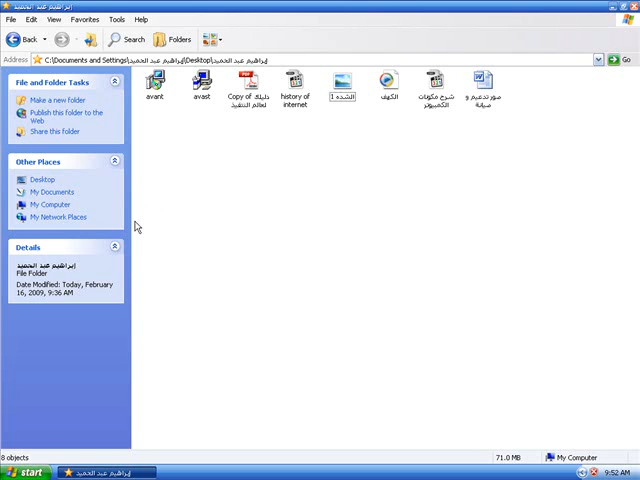 إبراهيم عبد الحميد
File Edit View Favorites Tools Help
Back Search Folders
Address C:\Documents and Settings\إبراهيم عبد الحميد\Desktop\إبراهيم عبد الحميد Go
File and Folder Tasks
Make a new folder
Publish this folder to the
Web
Share this folder
Other Places
Desktop
My Documents
My Computer
My Network Places
Details
إبراهيم عبد الحميد
File Folder
Date Modified: Today, February
16, 2009, 9:36 AM
avant
avast
Copy of دليلك
لعالم التنفيذ
history of
internet
الشده 1
الكهف
شرح مكونات
الكمبيوتر
صور تدعيم و
صيانة
8 objects
71.0 MB
My Computer
start
إبراهيم عبد الحميد
9:52 AM